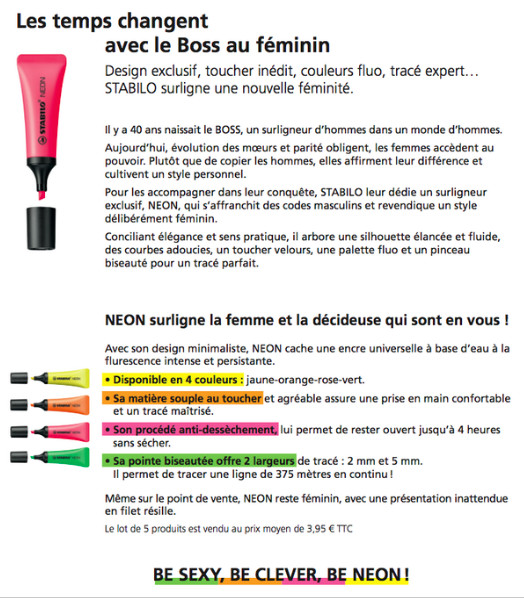 Les temps changent
avec le Boss au féminin
Design exclusif, toucher inédit, couleurs fluo, tracé expert…
STABILO surligne une nouvelle féminité.
STABILO NEON
Il y a 40 ans naissait le BOSS, un surligneur d'hommes dans un monde d'hommes.
Aujourd'hui, évolution des mœurs et parité obligent, les femmes accèdent au
pouvoir. Plutôt que de copier les hommes, elles affirment leur différence et
cultivent un style personnel.
Pour les accompagner dans leur conquête, STABILO leur dédie un surligneur
exclusif, NEON, qui s'affranchit des codes masculins et revendique un style
délibérément féminin.
Conciliant élégance et sens pratique, il arbore une silhouette élancée et fluide,
des courbes adoucies, un toucher velours, une palette fluo et un pinceau
biseauté pour un tracé parfait.
NEON surligne la femme et la décideuse qui sont en vous !
Avec son design minimaliste, NEON cache une encre universelle à base d'eau à la
flurescence intense et persistante.
• Disponible en 4 couleurs : jaune-orange-rose-vert.
• Sa matière souple au toucher et agréable assure une prise en main confortable
et un tracé maîtrisé.
• Son procédé anti-dessèchement, lui permet de rester ouvert jusqu'à 4 heures
sans sécher.
• Sa pointe biseautée offre 2 largeurs de tracé : 2 mm et 5 mm.
Il permet de tracer une ligne de 375 mètres en continu !
Même sur le point de vente, NEON reste féminin, avec une présentation inattendue
en filet résille.
Le lot de 5 produits est vendu au prix moyen de 3,95 € TTC
BE SEXY, BE CLEVER, BE NEON !